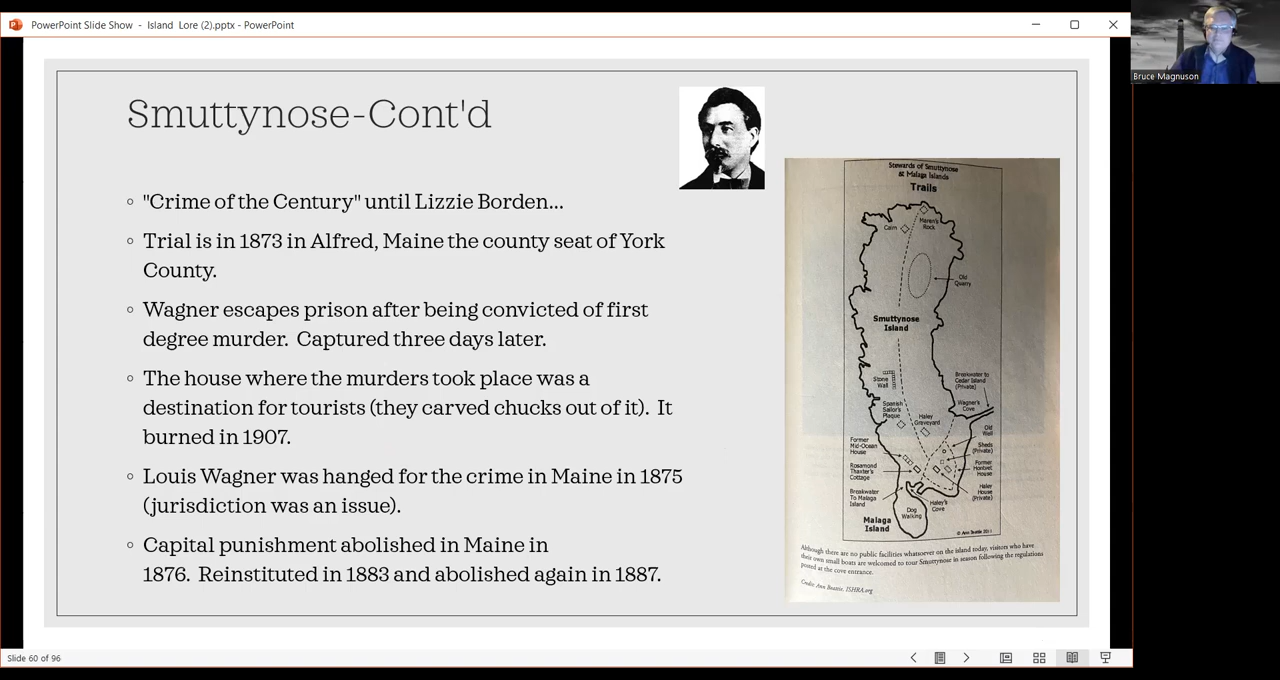 PowerPoint Slide Show - Island Lore (2).pptx - PowerPoint
Bruce Magnuson
Smuttynose-Cont'd
"Crime of the Century" until Lizzie Borden...
Trial is in 1873 in Alfred, Maine the county seat of York
County.
Wagner escapes prison after being convicted of first
degree murder. Captured three days later.
The house where the murders took place was a
destination for tourists (they carved chucks out of it). It
burned in 1907.
Louis Wagner was hanged for the crime in Maine in 1875
(jurisdiction was an issue).
Capital punishment abolished in Maine in
1876. Reinstituted in 1883 and abolished again in 1887.
Stewards of Smuttynose
& Malaga Islands
Trails
Cairn
Maren's
Rock
Old
Quarry
Smuttynose
Island
Stone
Wall
Breakwater to
Cedar Island
(Private)
Wagner's
Cove
Spanish
Sailor's
Plaque
Haley
Graveyard
Old
Well
Sheds
(Private)
Former
Mid-Ocean
House
Former
Hontvet
House
Rosamond
Thaxter's
Cottage
Haley
House
(Private)
Breakwater
To Malaga
Island
Haley's
Cove
Dog
Walking
Malaga
Island
Although there are no public facilities whatsoever on the island today, visitors who have
their own small boats are welcomed to tour Smuttynose in season following the regulations
posted at the cove entrance.
Slide 60 of 96